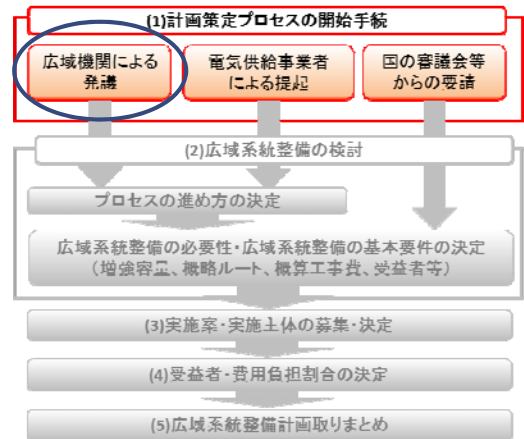 (1)計画策定プロセスの開始手続
広域機関による
発議
電気供給事業者
による提起
国の審議会等
からの要請
(2)広域系統整備の検討
プロセスの進め方の決定
広域系統整備の必要性・広域系統整備の基本要件の決定
(増強容量、概略ルート、概算工事費、受益者等)
(3)実施案・実施主体の募集・決定
(4)受益者・費用負担割合の決定
(5)広域系統整備計画取りまとめ